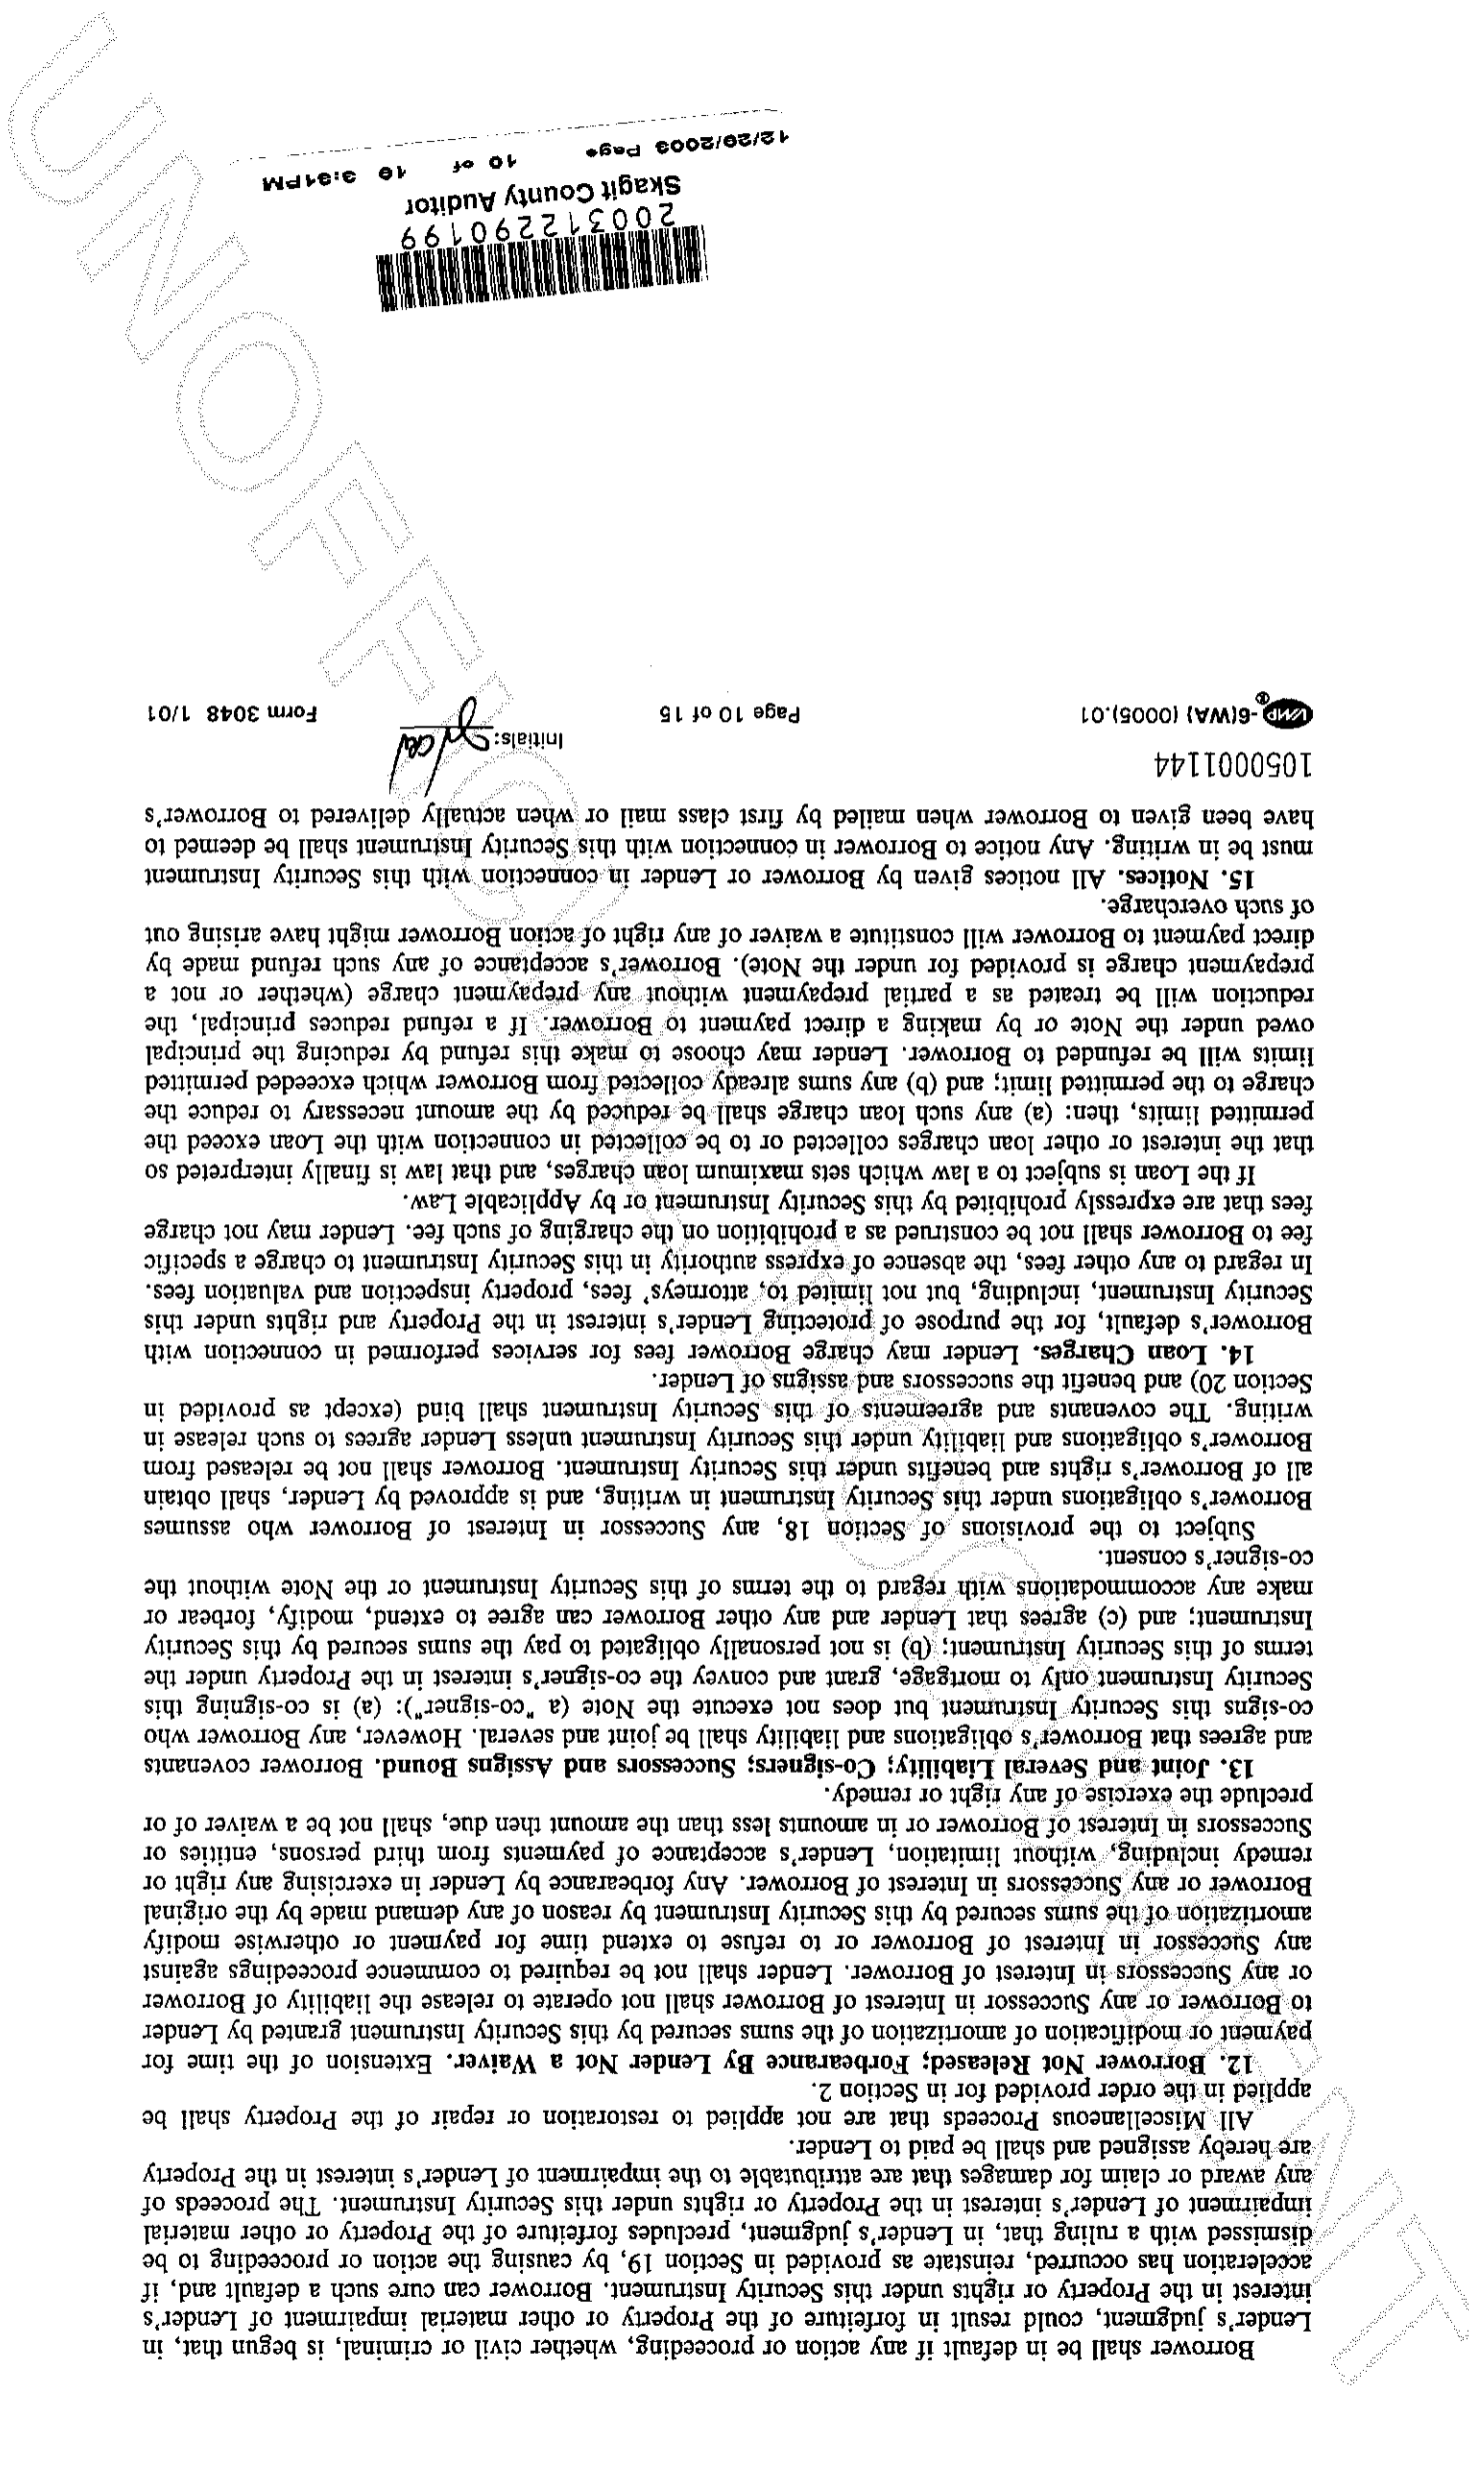 Borrower shall be in default if any action or proceeding, whether civil or criminal, is begun that, in
Lender's judgment, could result in forfeiture of the Property or other material impairment of Lender's
interest in the Property or rights under this Security Instrument. Borrower can cure such a default and, if
acceleration has occurred, reinstate as provided in Section 19, by causing the action or proceeding to be
dismissed with a ruling that, in Lender's judgment, precludes forfeiture of the Property or other material
impairment of Lender's interest in the Property or rights under this Security Instrument. The proceeds of
any award or claim for damages that are attributable to the impairment of Lender's interest in the Property
are hereby assigned and shall be paid to Lender.
All Miscellaneous Proceeds that are not applied to restoration or repair of the Property shall be
applied in the order provided for in Section 2.
12. Borrower Not Released; Forbearance By Lender Not a Waiver. Extension of the time for
payment or modification of amortization of the sums secured by this Security Instrument granted by Lender
to Borrower or any Successor in Interest of Borrower shall not operate to release the liability of Borrower
or any Successors in Interest of Borrower. Lender shall not be required to commence proceedings against
any Successor in Interest of Borrower or to refuse to extend time for payment or otherwise modify
amortization of the sums secured by this Security Instrument by reason of any demand made by the original
Borrower or any Successors in Interest of Borrower. Any forbearance by Lender in exercising any right or
remedy including, without limitation, Lender's acceptance of payments from third persons, entities or
Successors in Interest of Borrower or in amounts less than the amount then due, shall not be a waiver of or
preclude the exercise of any right or remedy.
13. Joint and Several Liability; Co-signers; Successors and Assigns Bound. Borrower covenants
and agrees that Borrower's obligations and liability shall be joint and several. However, any Borrower who
co-signs this Security Instrument but does not execute the Note (a "co-signer"): (a) is co-signing this
Security Instrument only to mortgage, grant and convey the co-signer's interest in the Property under the
terms of this Security Instrument; (b) is not personally obligated to pay the sums secured by this Security
Instrument; and (c) agrees that Lender and any other Borrower can agree to extend, modify, forbear or
make any accommodations with regard to the terms of this Security Instrument or the Note without the
co-signer's consent.
Subject to the provisions of Section 18, any Successor in Interest of Borrower who assumes
Borrower's obligations under this Security Instrument in writing, and is approved by Lender, shall obtain
all of Borrower's rights and benefits under this Security Instrument. Borrower shall not be released from
Borrower's obligations and liability under this Security Instrument unless Lender agrees to such release in
writing. The covenants and agreements of this Security Instrument shall bind (except as provided in
Section 20) and benefit the successors and assigns of Lender.
14. Loan Charges. Lender may charge Borrower fees for services performed in connection with
Borrower's default, for the purpose of protecting Lender's interest in the Property and rights under this
Security Instrument, including, but not limited to, attorneys' fees, property inspection and valuation fees.
In regard to any other fees, the absence of express authority in this Security Instrument to charge a specific
fee to Borrower shall not be construed as a prohibition on the charging of such fee. Lender may not charge
fees that are expressly prohibited by this Security Instrument or by Applicable Law.
If the Loan is subject to a law which sets maximum loan charges, and that law is finally interpreted so
that the interest or other loan charges collected or to be collected in connection with the Loan exceed the
permitted limits, then: (a) any such loan charge shall be reduced by the amount necessary to reduce the
charge to the permitted limit; and (b) any sums already collected from Borrower which exceeded permitted
limits will be refunded to Borrower. Lender may choose to make this refund by reducing the principal
owed under the Note or by making a direct payment to Borrower. If a refund reduces principal, the
reduction will be treated as a partial prepayment without any prepayment charge (whether or not a
prepayment charge is provided for under the Note). Borrower's acceptance of any such refund made by
direct payment to Borrower will constitute a waiver of any right of action Borrower might have arising out
of such overcharge.
15. Notices. All notices given by Borrower or Lender in connection with this Security Instrument
must be in writing. Any notice to Borrower in connection with this Security Instrument shall be deemed to
have been given to Borrower when mailed by first class mail or when actually delivered to Borrower's
1050001144
Initials:
VMP®-6(WA) (0005).01 Page 10 of 15 Form 3048 1/01
200312290199
Skagit County Auditor
12/29/2003 Page 10 of 19 3:31PM
UNOFFICIAL DOCUMENT